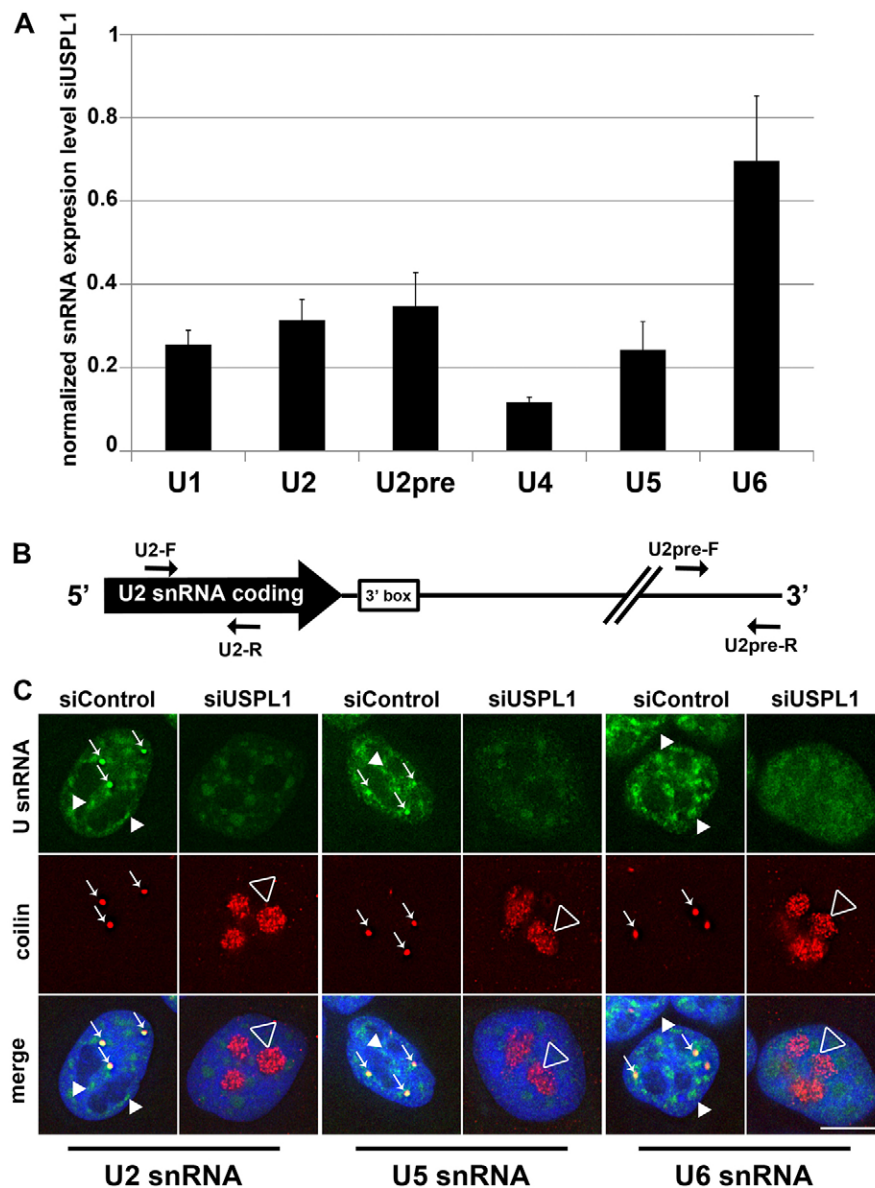 A
normalized snRNA expresion level siUSPL1
1
0.8
0.6
0.4
0.2
0
U1 U2 U2pre U4 U5 U6
B
U2-F
U2pre-F
5’ U2 snRNA coding 3’ box 3’
U2-R
U2pre-R
C
siControl siUSPL1 siControl siUSPL1 siControl siUSPL1
U snRNA
coilin
merge
U2 snRNA U5 snRNA U6 snRNA